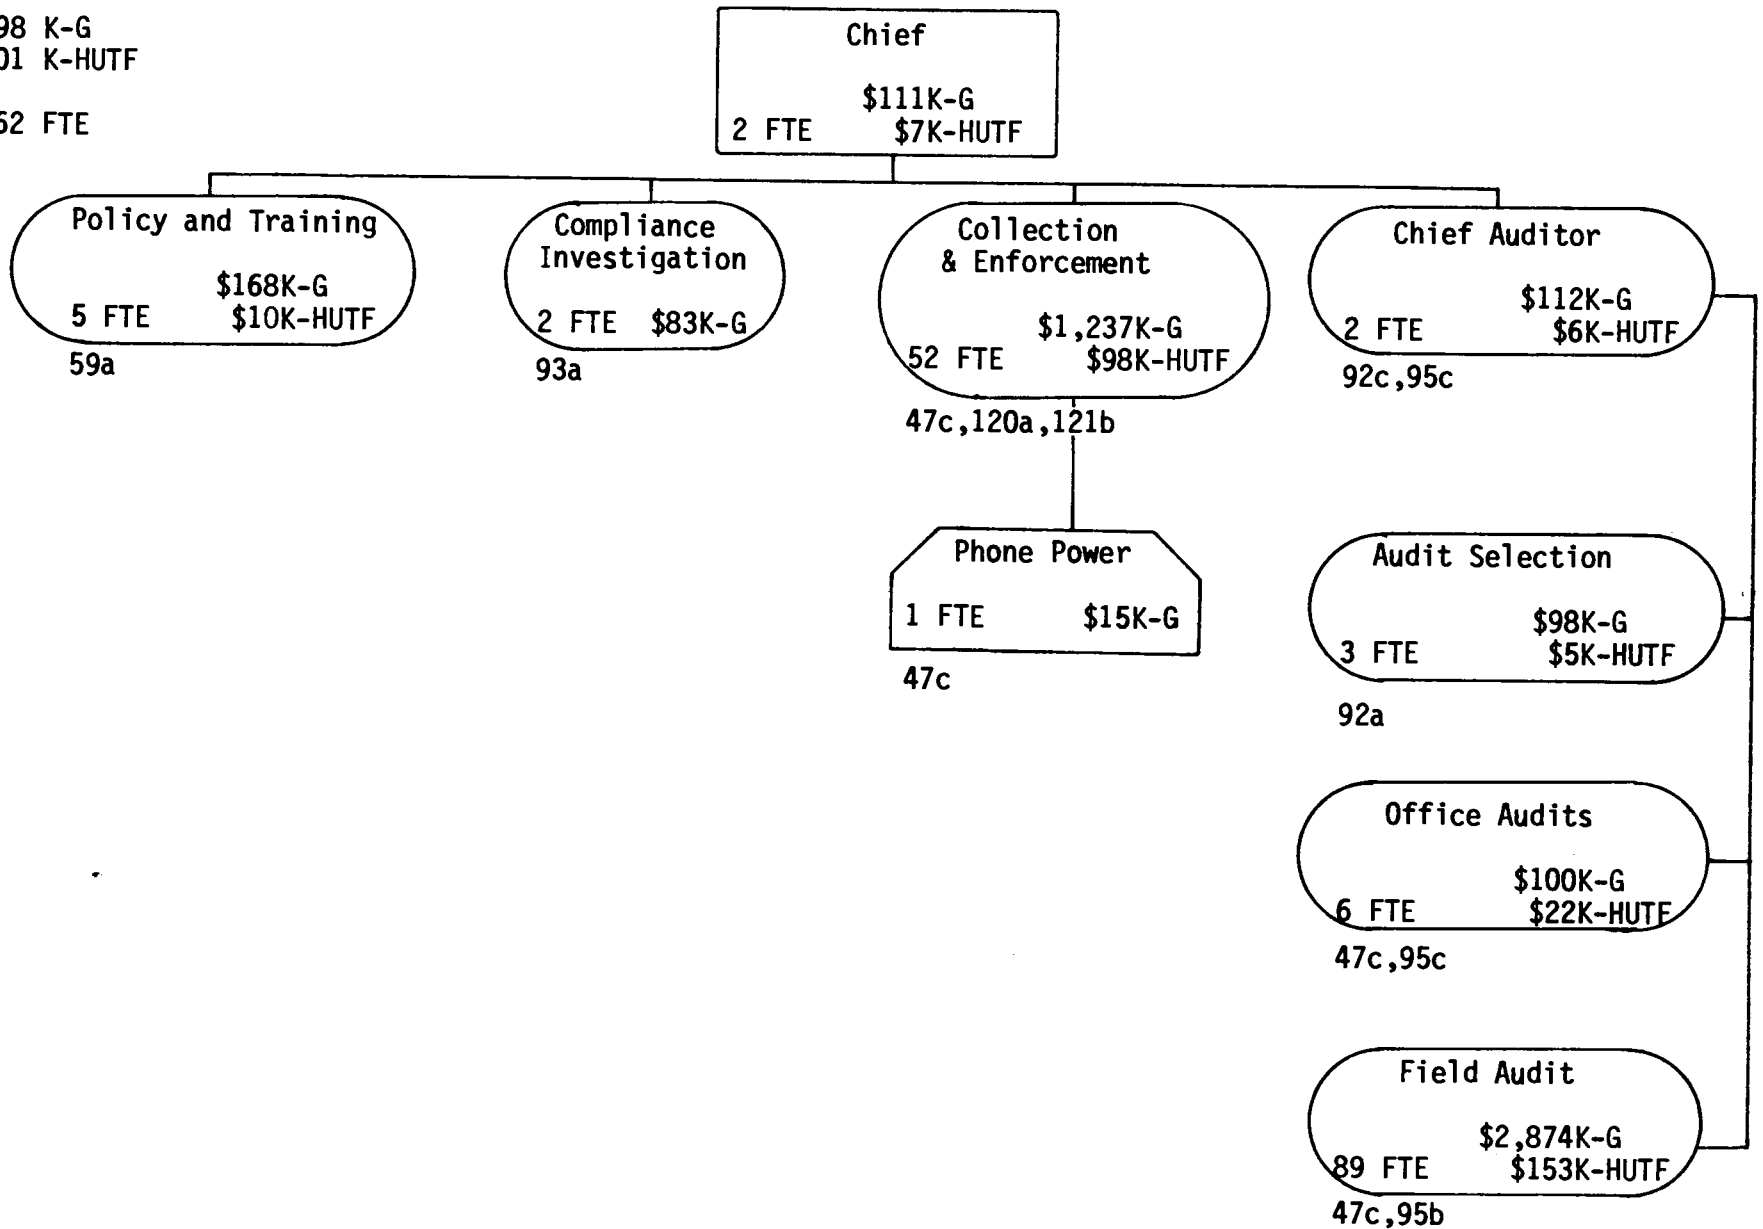 98 K-G
01 K-HUTF
62 FTE
Chief
$111K-G
2 FTE $7K-HUTF
Policy and Training
$168K-G
5 FTE $10K-HUTF
59a
Compliance
Investigation
2 FTE $83K-G
93a
Collection
& Enforcement
$1,237K-G
52 FTE $98K-HUTF
47c,120a,121b
Phone Power
1 FTE $15K-G
47c
Chief Auditor
$112K-G
2 FTE $6K-HUTF
92c,95c
Audit Selection
$98K-G
3 FTE $5K-HUTF
92a
Office Audits
$100K-G
6 FTE $22K-HUTF
47c,95c
Field Audit
$2,874K-G
89 FTE $153K-HUTF
47c,95b